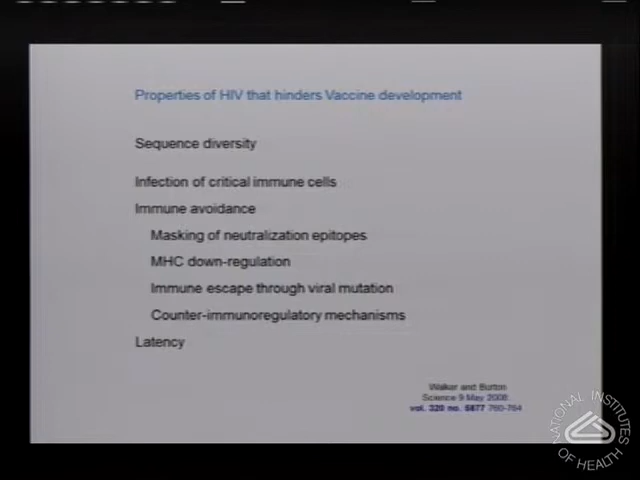 Properties of HIV that hinders Vaccine development
Sequence diversity
Infection of critical immune cells
Immune avoidance
Masking of neutralization epitopes
MHC down-regulation
Immune escape through viral mutation
Counter-immunoregulatory mechanisms
Latency
Walker and Burton
Science 9 May 2008:
vol. 320 no. 5877 760-764
NATIONAL INSTITUTES
OF HEALTH